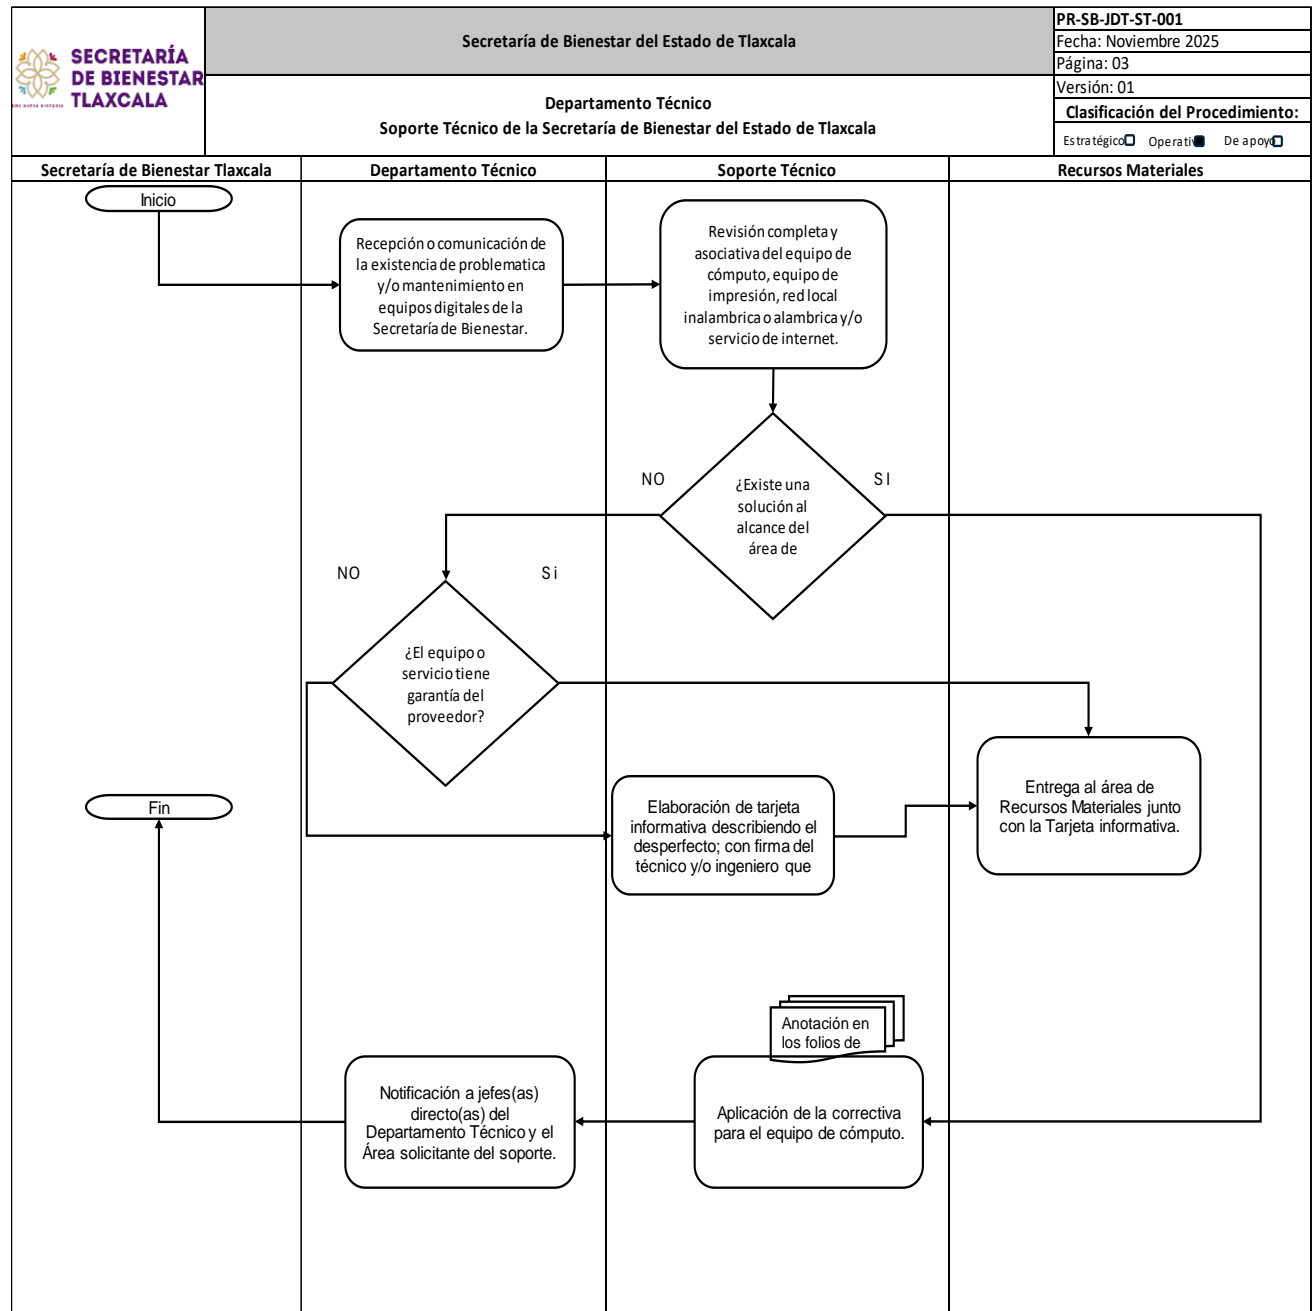 SECRETARÍA
DE BIENESTAR
TLAXCALA
Secretaría de Bienestar del Estado de Tlaxcala
Departamento Técnico
Soporte Técnico de la Secretaría de Bienestar del Estado de Tlaxcala
PR-SB-JDT-ST-001
Fecha: Noviembre 2025
Página: 03
Versión: 01
Clasificación del Procedimiento:
Estratégico Operativ De apoyo
Secretaría de Bienestar Tlaxcala
Departamento Técnico
Soporte Técnico
Recursos Materiales
Inicio
Recepción o comunicación de
la existencia de problematica
y/o mantenimiento en
equipos digitales de la
Secretaría de Bienestar.
Revisión completa y
asociativa del equipo de
cómputo, equipo de
impresión, red local
inalambrica o alambrica y/o
servicio de internet.
NO
¿Existe una
solución al
alcance del
área de
SI
NO
Si
¿El equipo o
servicio tiene
garantía del
proveedor?
Fin
Elaboración de tarjeta
informativa describiendo el
desperfecto; con firma del
técnico y/o ingeniero que
Entrega al área de
Recursos Materiales junto
con la Tarjeta informativa.
Anotación en
los folios de
Aplicación de la correctiva
para el equipo de cómputo.
Notificación a jefes(as)
directo(as) del
Departamento Técnico y el
Área solicitante del soporte.